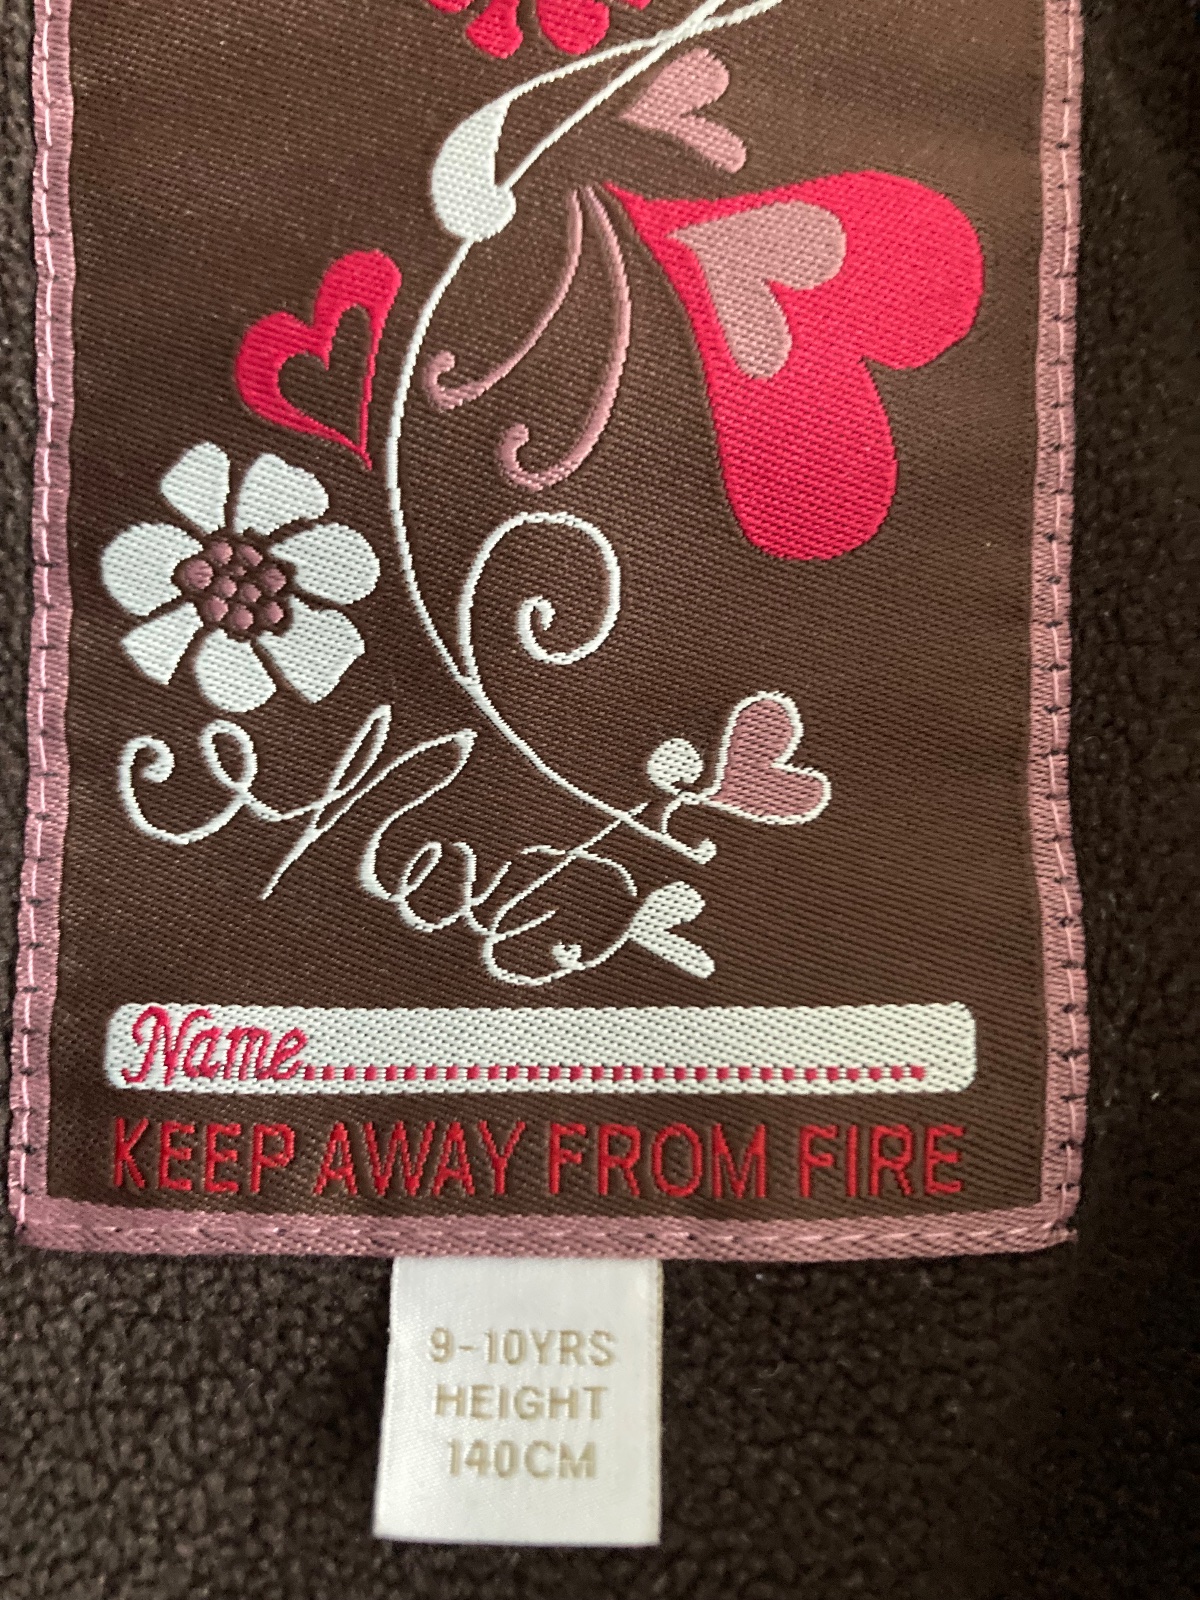 Next
Name............................
KEEP AWAY FROM FIRE
9-10YRS
HEIGHT
140CM